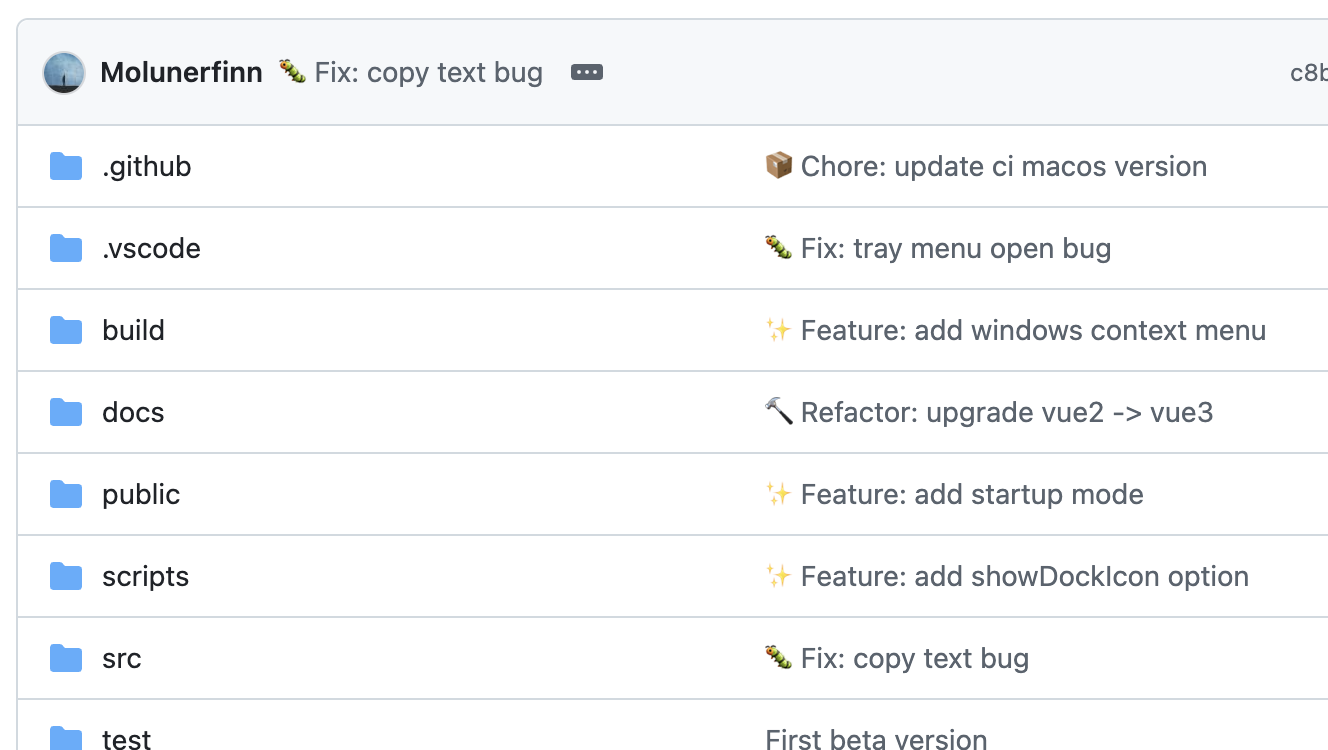 Molunerfinn 🐛 Fix: copy text bug
.github 📦 Chore: update ci macos version
.vscode 🐛 Fix: tray menu open bug
build ✨ Feature: add windows context menu
docs 🔨 Refactor: upgrade vue2 -> vue3
public ✨ Feature: add startup mode
scripts ✨ Feature: add showDockIcon option
src 🐛 Fix: copy text bug
test First beta version